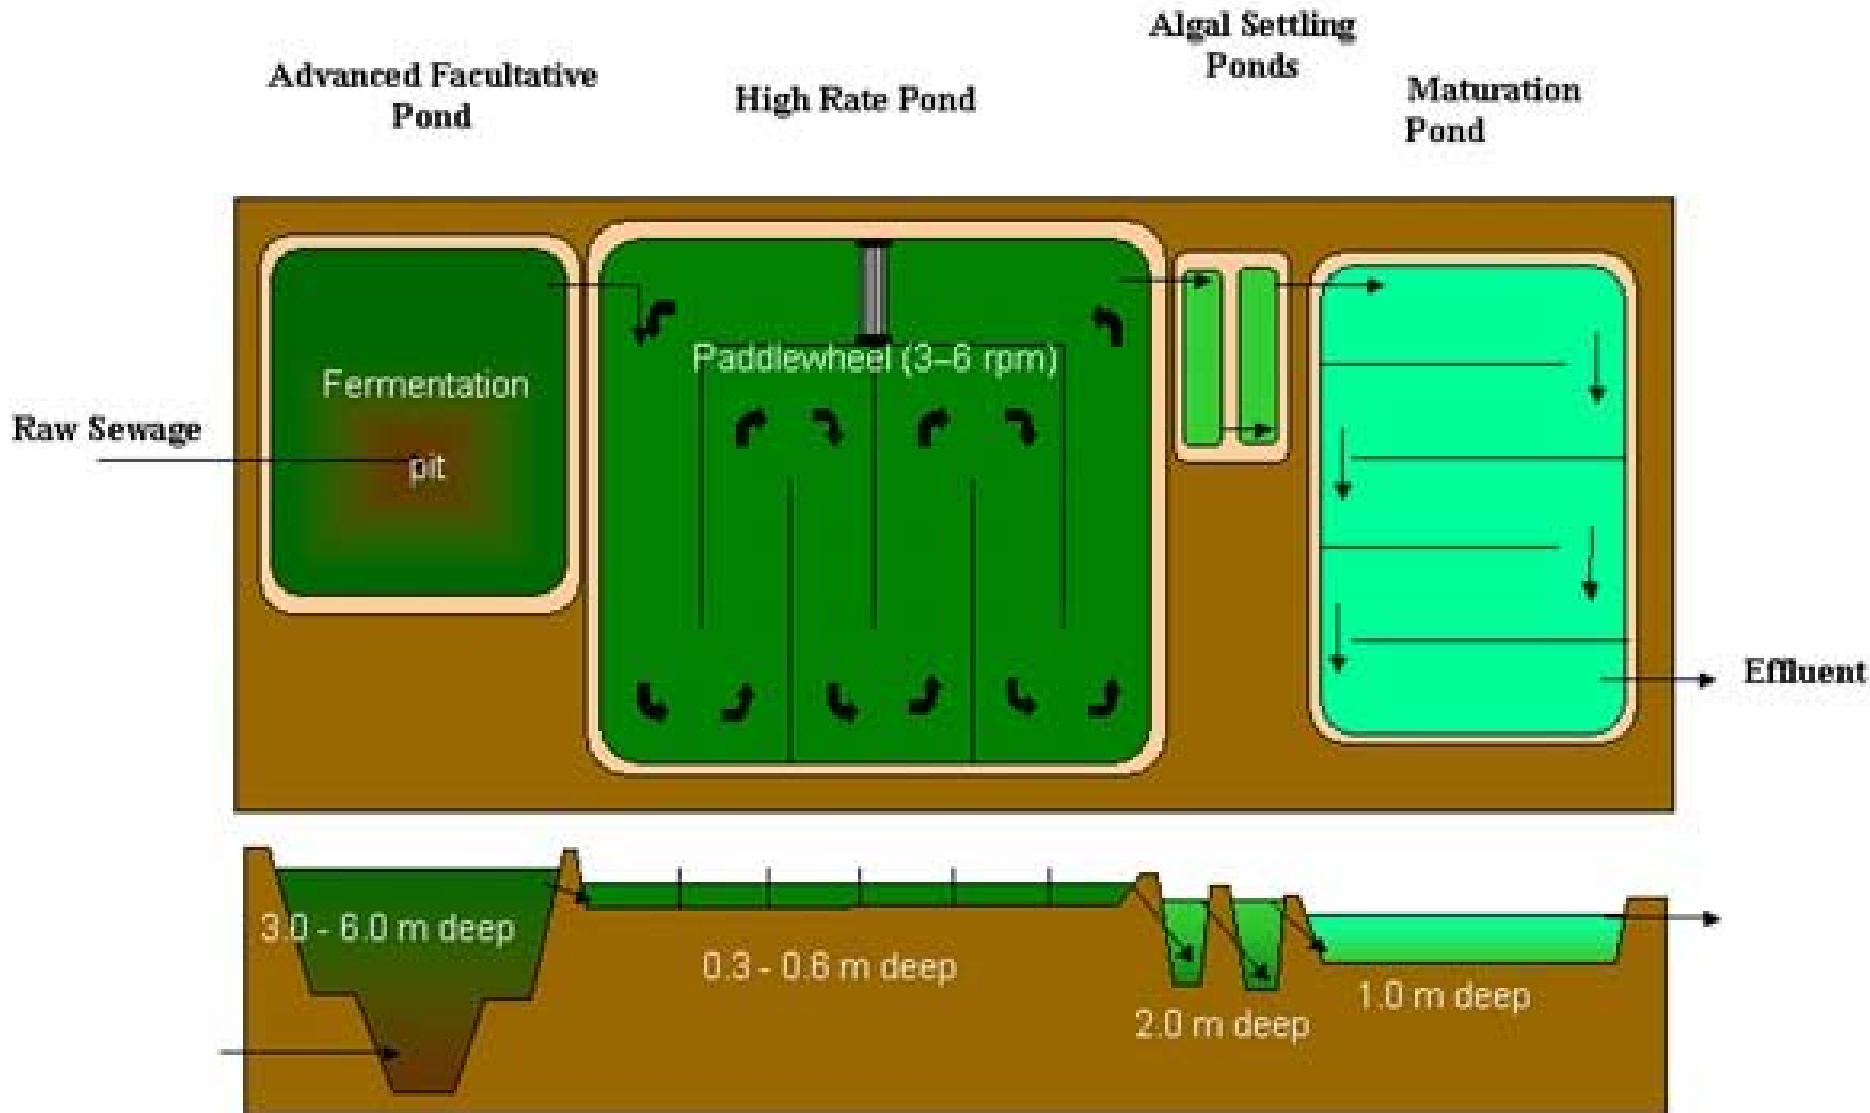 Advanced Facultative
Pond
High Rate Pond
Algal Settling
Ponds
Maturation
Pond
Raw Sewage
Fermentation
pit
Paddlewheel (3–6 rpm)
Effluent
3.0 - 6.0 m deep
0.3 - 0.6 m deep
2.0 m deep
1.0 m deep